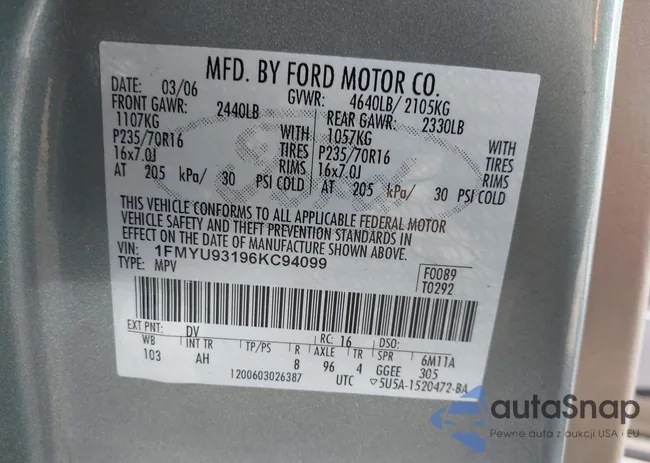 MFD. BY FORD MOTOR CO.
DATE: 03/06 GVWR: 4640LB/ 2105KG
FRONT GAWR: 2440LB REAR GAWR: 2330LB
1107KG WITH 1057KG WITH
P235/70R16 TIRES P235/70R16 TIRES
16x7.0J RIMS 16x7.0J RIMS
AT 205 kPa/ 30 PSI COLD AT 205 kPa/ 30 PSI COLD
THIS VEHICLE CONFORMS TO ALL APPLICABLE FEDERAL MOTOR
VEHICLE SAFETY AND THEFT PREVENTION STANDARDS IN
EFFECT ON THE DATE OF MANUFACTURE SHOWN ABOVE.
VIN: 1FMYU93196KC94099
TYPE: MPV
F0089
T0292
EXT PNT: DV RC: 16 DSO:
WB INT TR TP/PS R AXLE TR SPR 6M11A
103 AH B 96 4 GGEE 305
1200603026387 UTC ▽5U5A-1520472-BA
autaSnap
Pewne auta z aukcji USA i EU